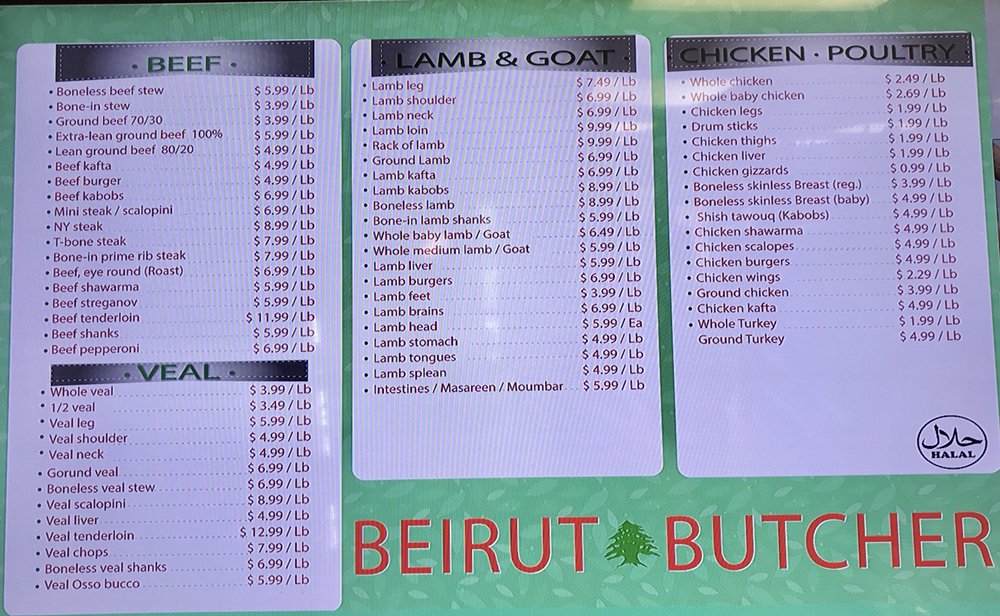 BEEF
Boneless beef stew $ 5.99 / Lb
Bone-in stew $ 3.99 / Lb
Ground beef 70/30 $ 3.99 / Lb
Extra-lean ground beef 100% $ 5.99 / Lb
Lean ground beef 80/20 $ 4.99 / Lb
Beef kafta $ 4.99 / Lb
Beef burger $ 4.99 / Lb
Beef kabobs $ 6.99 / Lb
Mini steak / scalopini $ 6.99 / Lb
NY steak $ 8.99 / Lb
T-bone steak $ 7.99 / Lb
Bone-in prime rib steak $ 7.99 / Lb
Beef, eye round (Roast) $ 6.99 / Lb
Beef shawarma $ 5.99 / Lb
Beef streganov $ 5.99 / Lb
Beef tenderloin $ 11.99 / Lb
Beef shanks $ 5.99 / Lb
Beef pepperoni $ 6.99 / Lb
VEAL
Whole veal $ 3.99 / Lb
1/2 veal $ 3.49 / Lb
Veal leg $ 5.99 / Lb
Veal shoulder $ 4.99 / Lb
Veal neck $ 4.99 / Lb
Gorund veal $ 6.99 / Lb
Boneless veal stew $ 6.99 / Lb
Veal scalopini $ 8.99 / Lb
Veal liver $ 4.99 / Lb
Veal tenderloin $ 12.99 / Lb
Veal chops $ 7.99 / Lb
Boneless veal shanks $ 6.99 / Lb
Veal Osso bucco $ 5.99 / Lb
LAMB & GOAT
Lamb leg $ 7.49 / Lb
Lamb shoulder $ 6.99 / Lb
Lamb neck $ 6.99 / Lb
Lamb loin $ 9.99 / Lb
Rack of lamb $ 9.99 / Lb
Ground Lamb $ 6.99 / Lb
Lamb kafta $ 6.99 / Lb
Lamb kabobs $ 8.99 / Lb
Boneless lamb $ 8.99 / Lb
Bone-in lamb shanks $ 5.99 / Lb
Whole baby lamb / Goat $ 6.49 / Lb
Whole medium lamb / Goat $ 5.99 / Lb
Lamb liver $ 5.99 / Lb
Lamb burgers $ 6.99 / Lb
Lamb feet $ 3.99 / Lb
Lamb brains $ 6.99 / Lb
Lamb head $ 5.99 / Ea
Lamb stomach $ 4.99 / Lb
Lamb tongues $ 4.99 / Lb
Lamb splean $ 4.99 / Lb
Intestines / Masareen / Moumbar $ 5.99 / Lb
CHICKEN · POULTRY
Whole chicken $ 2.49 / Lb
Whole baby chicken $ 2.69 / Lb
Chicken legs $ 1.99 / Lb
Drum sticks $ 1.99 / Lb
Chicken thighs $ 1.99 / Lb
Chicken liver $ 1.99 / Lb
Chicken gizzards $ 0.99 / Lb
Boneless skinless Breast (reg.) $ 3.99 / Lb
Boneless skinless Breast (baby) $ 4.99 / Lb
Shish tawouq (Kabobs) $ 4.99 / Lb
Chicken shawarma $ 4.99 / Lb
Chicken scalopes $ 4.99 / Lb
Chicken burgers $ 4.99 / Lb
Chicken wings $ 2.29 / Lb
Ground chicken $ 3.99 / Lb
Chicken kafta $ 4.99 / Lb
Whole Turkey $ 1.99 / Lb
Ground Turkey $ 4.99 / Lb
حلال
HALAL
BEIRUT BUTCHER